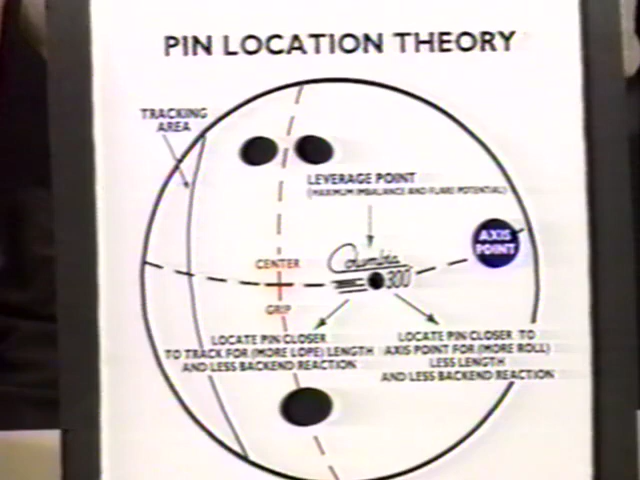 PIN LOCATION THEORY
TRACKING
AREA
LEVERAGE POINT
(MAXIMUM IMBALANCE AND FLARE POTENTIAL)
AXIS
POINT
CENTER
Columbia
300
GRIP
LOCATE PIN CLOSER
TO TRACK FOR (MORE LOPE) LENGTH
AND LESS BACKEND REACTION
LOCATE PIN CLOSER TO
AXIS POINT FOR (MORE ROLL)
LESS LENGTH
AND LESS BACKEND REACTION